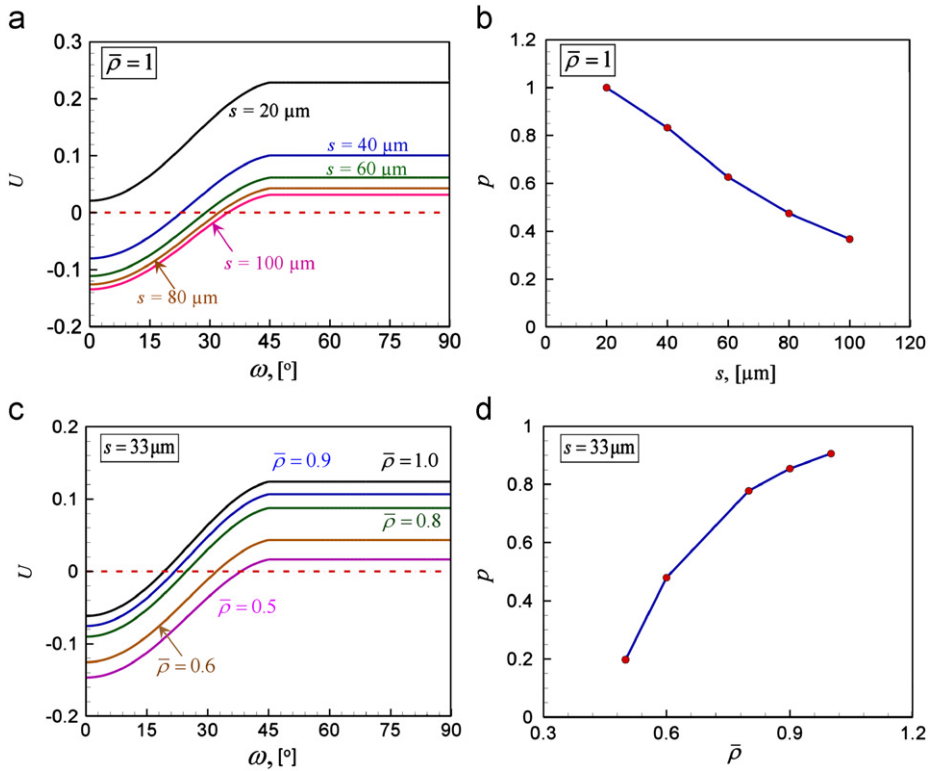 a
0.3
0.2
0.1
0
-0.1
-0.2
U
ρ̄ = 1
s = 20 μm
s = 40 μm
s = 60 μm
s = 100 μm
s = 80 μm
0 15 30 45 60 75 90
ω, [º]
b
1.2
1
0.8
0.6
0.4
0.2
0
p
ρ̄ = 1
0 20 40 60 80 100 120
s, [μm]
c
0.2
0.1
0
-0.1
-0.2
U
s = 33μm
ρ̄ = 0.9 ρ̄ = 1.0
ρ̄ = 0.8
ρ̄ = 0.5
ρ̄ = 0.6
0 15 30 45 60 75 90
ω, [º]
d
1
0.8
0.6
0.4
0.2
0
p
s = 33μm
0.3 0.6 0.9 1.2
ρ̄